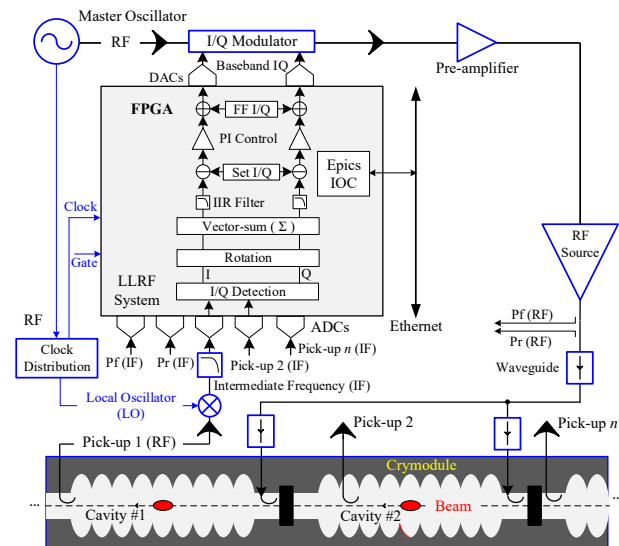 Master Oscillator
RF
I/Q Modulator
Pre-amplifier
DACs
Baseband IQ
FPGA
FF I/Q
PI Control
Set I/Q
Epics
IOC
IIR Filter
Clock
Vector-sum ( Σ )
Gate
Rotation
I
Q
LLRF
System
I/Q Detection
RF
Source
RF
ADCs
Ethernet
Pf (RF)
Pr (RF)
Clock
Distribution
Pf (IF)
Pr (IF)
Pick-up 2 (IF)
Pick-up n (IF)
Waveguide
Intermediate Frequency (IF)
Local Oscillator
(LO)
Pick-up 1 (RF)
Pick-up 2
Pick-up n
Crymodule
...
Cavity #1
Cavity #2
Beam
...